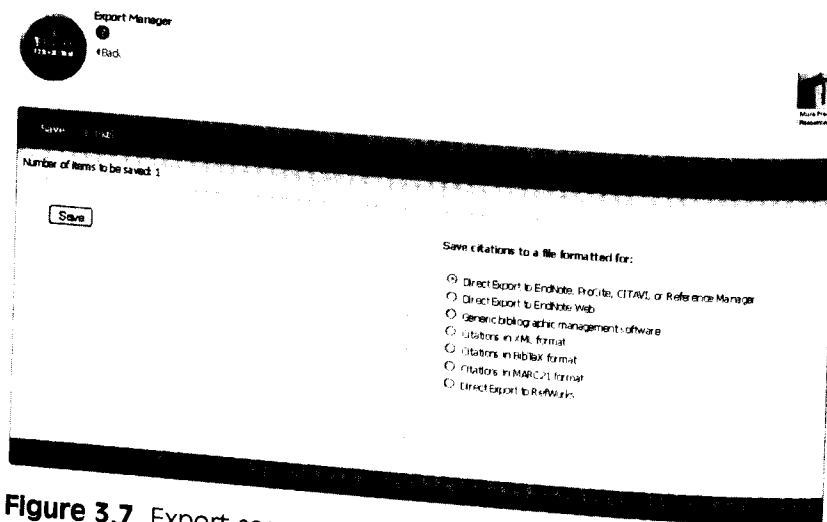 Export Manager
?
Back
Save
Number of items to be saved: 1
Save
Save citations to a file formatted for:
Direct Export to EndNote, ProCite, CITAVI, or Reference Manager
Direct Export to EndNote Web
Generic bibliographic management software
Citations in XML format
Citations in BibTeX format
Citations in MARC21 format
Direct Export to RefWorks
Figure 3.7 Export